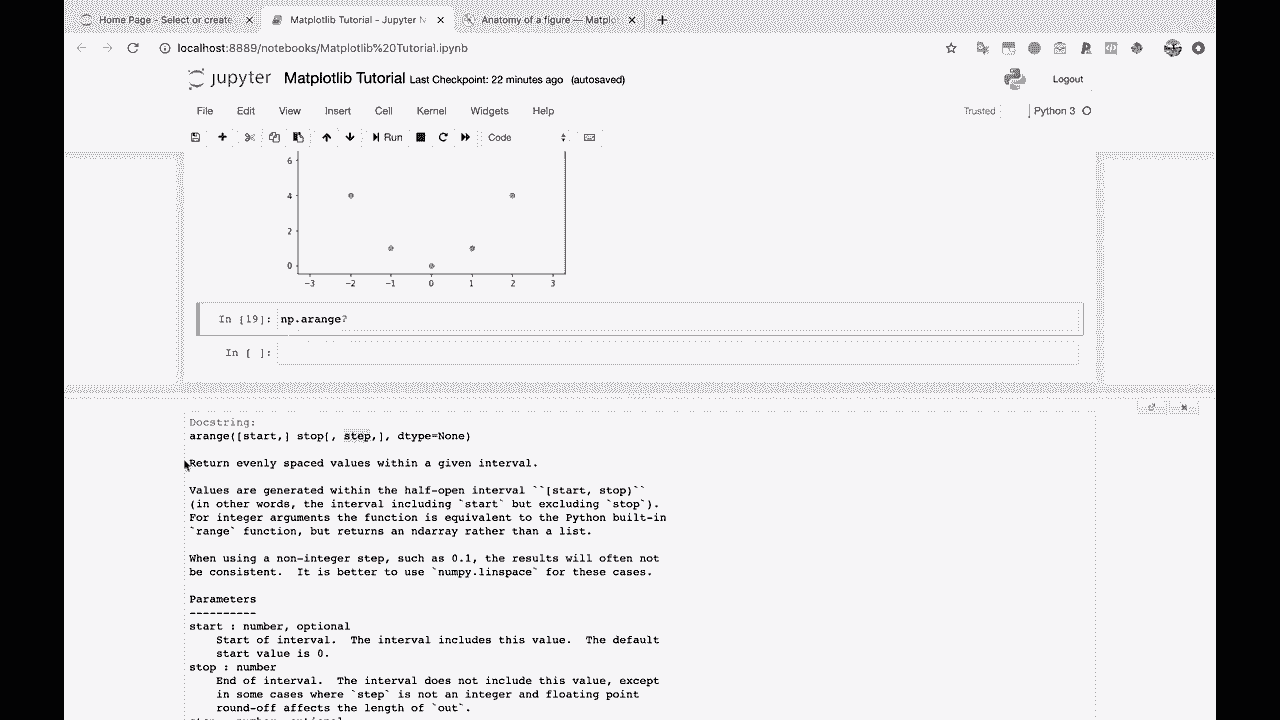 Home Page - Select or create
Matplotlib Tutorial - Jupyter N
Anatomy of a figure — Matplo
localhost:8889/notebooks/Matplotlib%20Tutorial.ipynb
jupyter Matplotlib Tutorial Last Checkpoint: 22 minutes ago (autosaved)
Logout
File Edit View Insert Cell Kernel Widgets Help
Trusted
Python 3
Run
Code
6
4
2
0
−3 −2 −1 0 1 2 3
In [19]: np.arange?
In [ ]:
Docstring:
arange([start,] stop[, step,], dtype=None)
Return evenly spaced values within a given interval.
Values are generated within the half-open interval ``[start, stop)``
(in other words, the interval including `start` but excluding `stop`).
For integer arguments the function is equivalent to the Python built-in
`range` function, but returns an ndarray rather than a list.
When using a non-integer step, such as 0.1, the results will often not
be consistent.  It is better to use `numpy.linspace` for these cases.
Parameters
----------
start : number, optional
Start of interval.  The interval includes this value.  The default
start value is 0.
stop : number
End of interval.  The interval does not include this value, except
in some cases where `step` is not an integer and floating point
round-off affects the length of `out`.